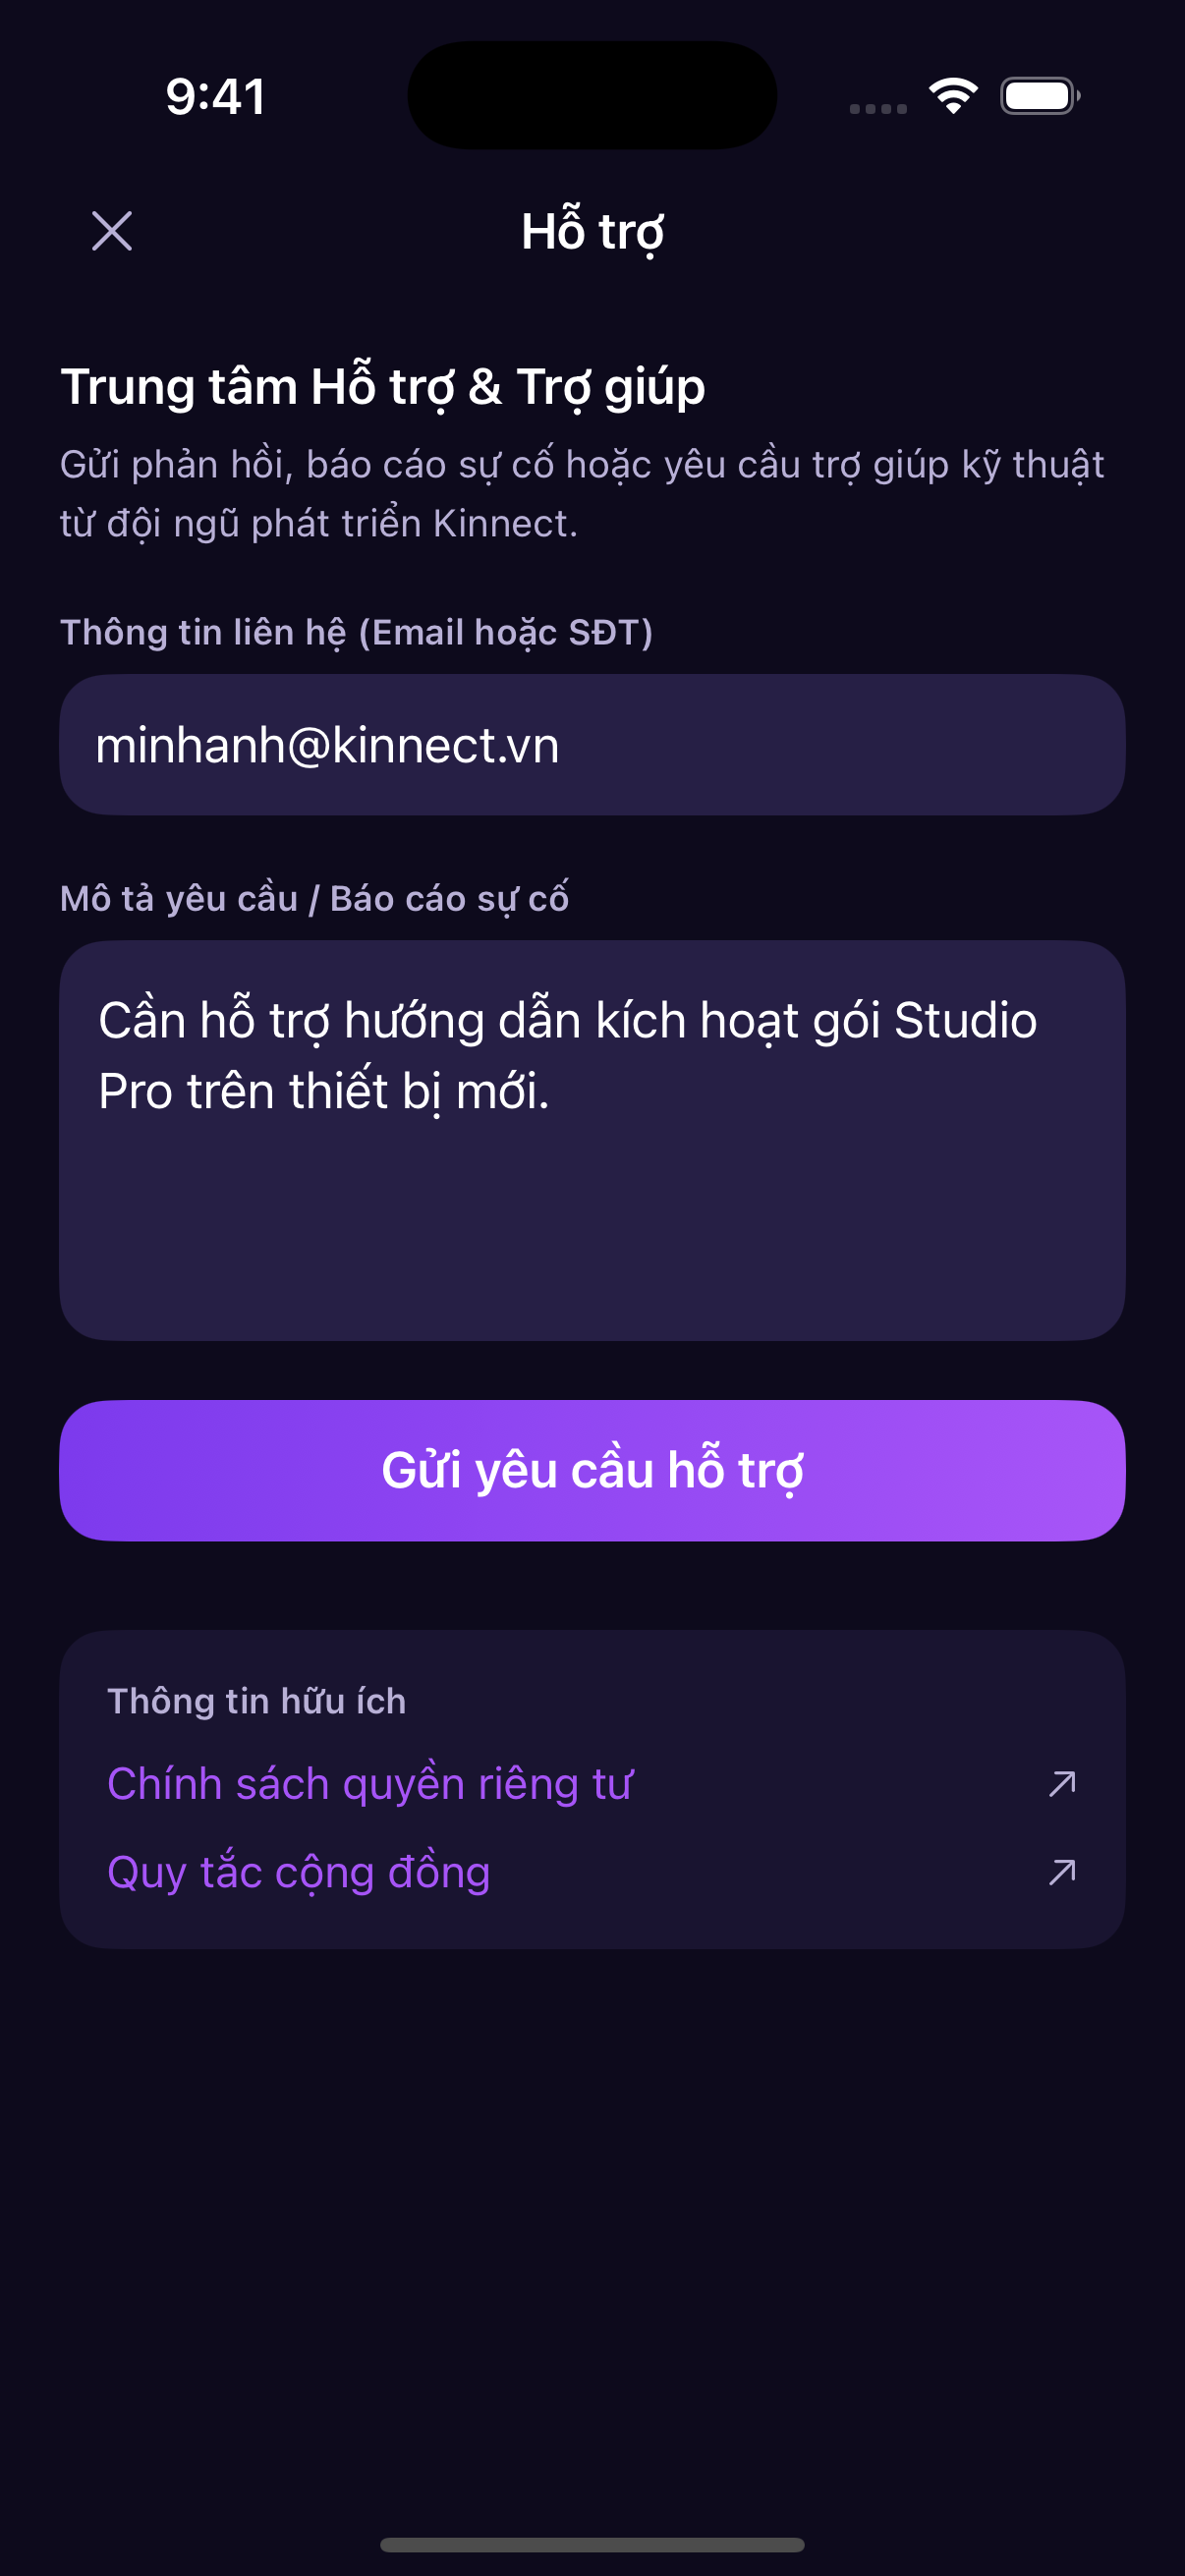 9:41
Hỗ trợ
Trung tâm Hỗ trợ & Trợ giúp
Gửi phản hồi, báo cáo sự cố hoặc yêu cầu trợ giúp kỹ thuật
từ đội ngũ phát triển Kinnect.
Thông tin liên hệ (Email hoặc SĐT)
minhanh@kinnect.vn
Mô tả yêu cầu / Báo cáo sự cố
Cần hỗ trợ hướng dẫn kích hoạt gói Studio
Pro trên thiết bị mới.
Gửi yêu cầu hỗ trợ
Thông tin hữu ích
Chính sách quyền riêng tư
Quy tắc cộng đồng